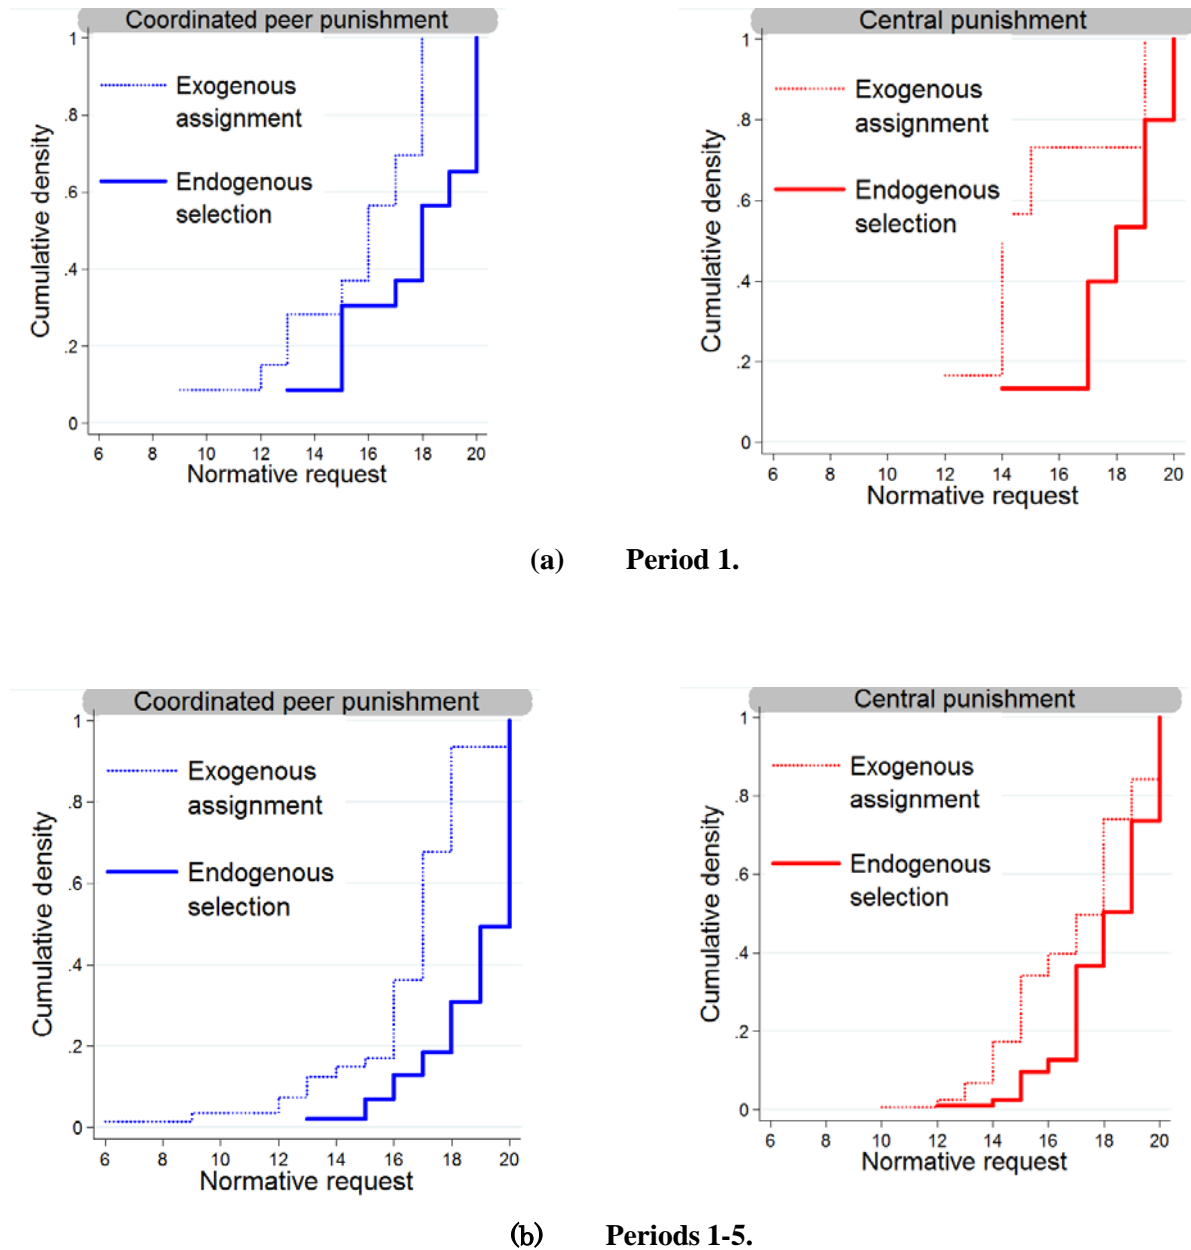 Coordinated peer punishment
1
.8
.6
.4
.2
0
Cumulative density
Exogenous
assignment
Endogenous
selection
6 8 10 12 14 16 18 20
Normative request
Central punishment
1
.8
.6
.4
.2
0
Cumulative density
Exogenous
assignment
Endogenous
selection
6 8 10 12 14 16 18 20
Normative request
(a) Period 1.
Coordinated peer punishment
1
.8
.6
.4
.2
0
Cumulative density
Exogenous
assignment
Endogenous
selection
6 8 10 12 14 16 18 20
Normative request
Central punishment
1
.8
.6
.4
.2
0
Cumulative density
Exogenous
assignment
Endogenous
selection
6 8 10 12 14 16 18 20
Normative request
(b) Periods 1-5.